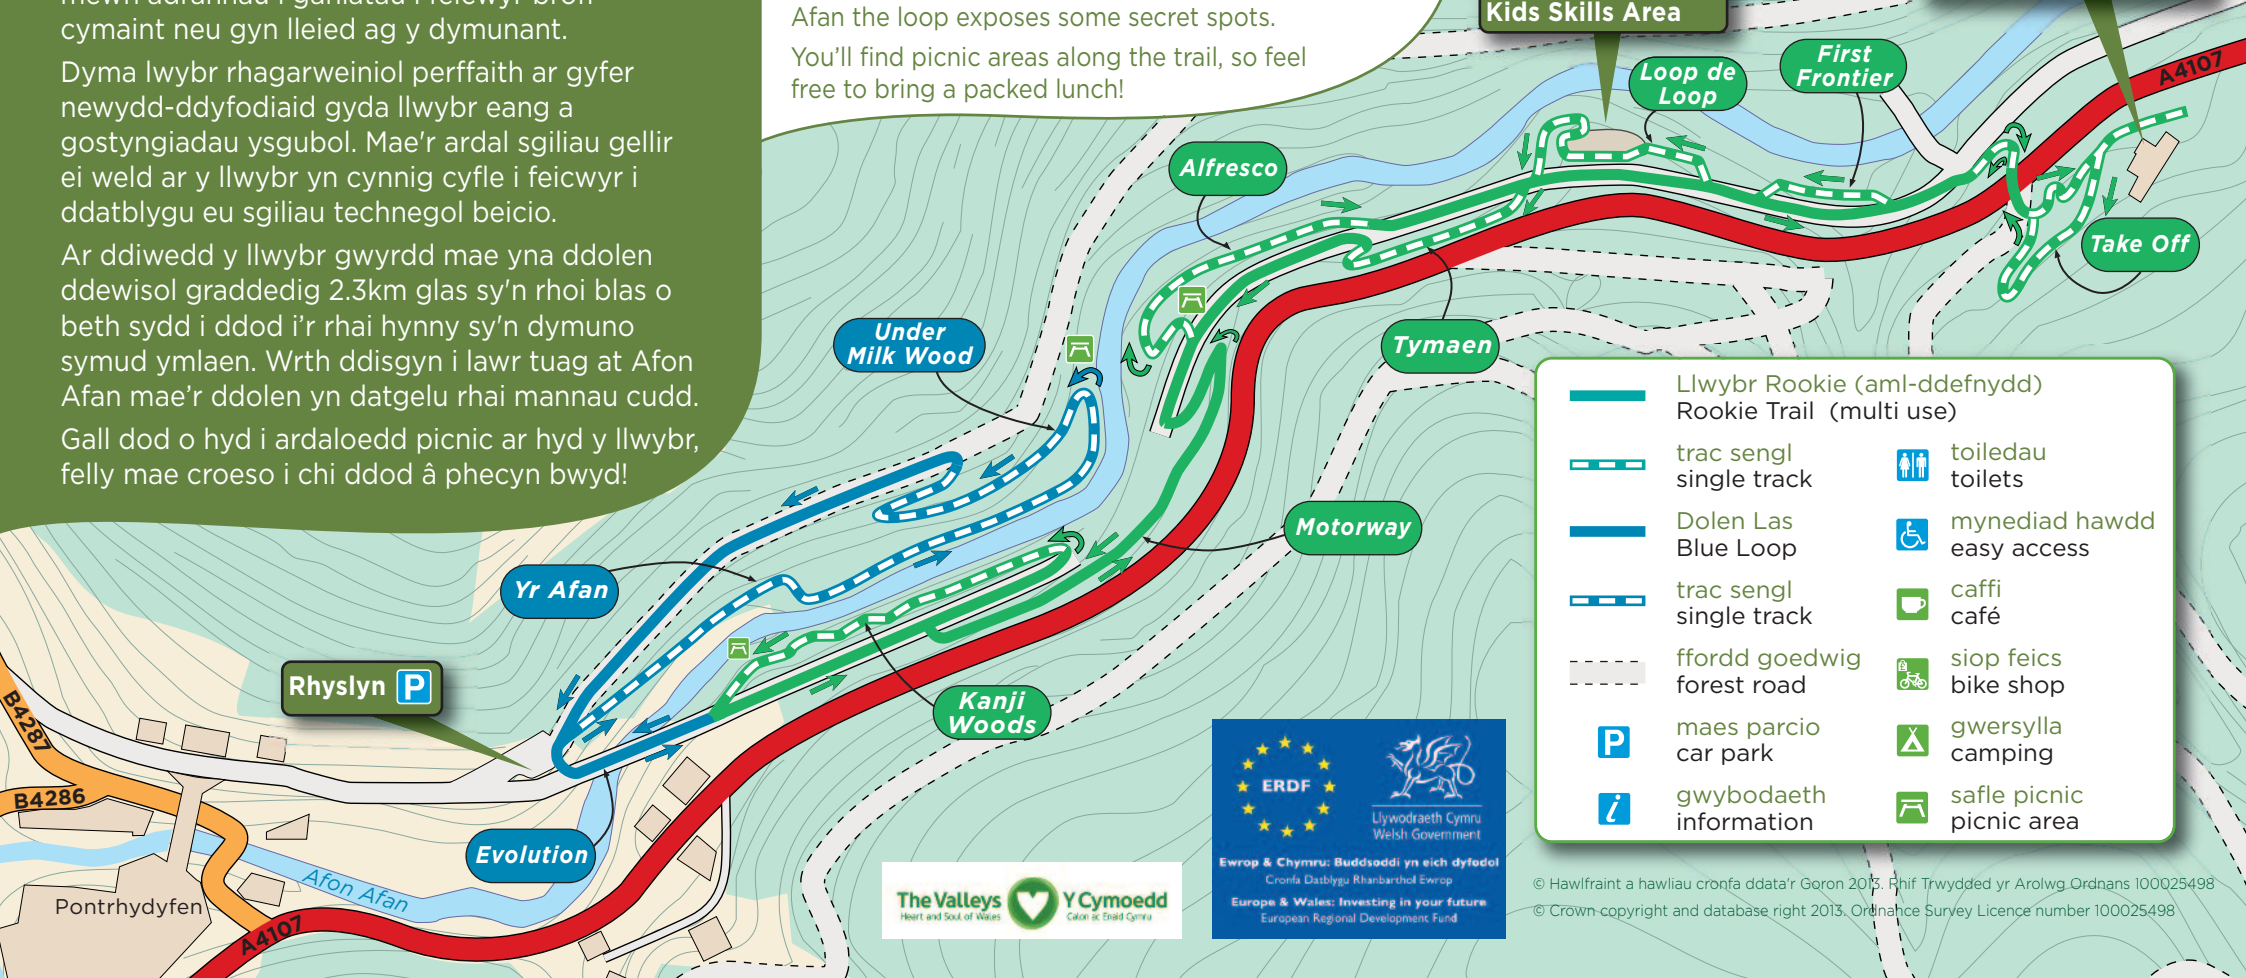 cymaint neu gyn lleied ag y dymunant.
Dyma lwybr rhagarweiniol perffaith ar gyfer
newydd-ddyfodiaid gyda llwybr eang a
gostyngiadau ysgubol. Mae'r ardal sgiliau gellir
ei weld ar y llwybr yn cynnig cyfle i feicwyr i
ddatblygu eu sgiliau technegol beicio.
Ar ddiwedd y llwybr gwyrdd mae yna ddolen
ddewisol graddedig 2.3km glas sy'n rhoi blas o
beth sydd i ddod i’r rhai hynny sy'n dymuno
symud ymlaen. Wrth ddisgyn i lawr tuag at Afon
Afan mae’r ddolen yn datgelu rhai mannau cudd.
Gall dod o hyd i ardaloedd picnic ar hyd y llwybr,
felly mae croeso i chi ddod â phecyn bwyd!
Afan the loop exposes some secret spots.
You’ll find picnic areas along the trail, so feel
free to bring a packed lunch!
Kids Skills Area
Loop de
Loop
First
Frontier
A4107
Alfresco
Take Off
Under
Milk Wood
Tymaen
Motorway
Yr Afan
Kanji
Woods
Rhyslyn P
Evolution
B4287
B4286
Afon Afan
Pontrhydyfen
A4107
Llwybr Rookie (aml-ddefnydd)
Rookie Trail (multi use)
trac sengl
single track
Dolen Las
Blue Loop
trac sengl
single track
ffordd goedwig
forest road
P
maes parcio
car park
i
gwybodaeth
information
toiledau
toilets
mynediad hawdd
easy access
caffi
café
siop feics
bike shop
gwersylla
camping
safle picnic
picnic area
The Valleys
Heart and Soul of Wales
Y Cymoedd
Calon ac Enaid Cymru
ERDF
Llywodraeth Cymru
Welsh Government
Ewrop & Chymru: Buddsoddi yn eich dyfodol
Cronfa Datblygu Rhanbarthol Ewrop
Europe & Wales: Investing in your future
European Regional Development Fund
© Hawlfraint a hawliau cronfa ddata'r Goron 2013. Rhif Trwydded yr Arolwg Ordnans 100025498
© Crown copyright and database right 2013. Ordnance Survey Licence number 100025498